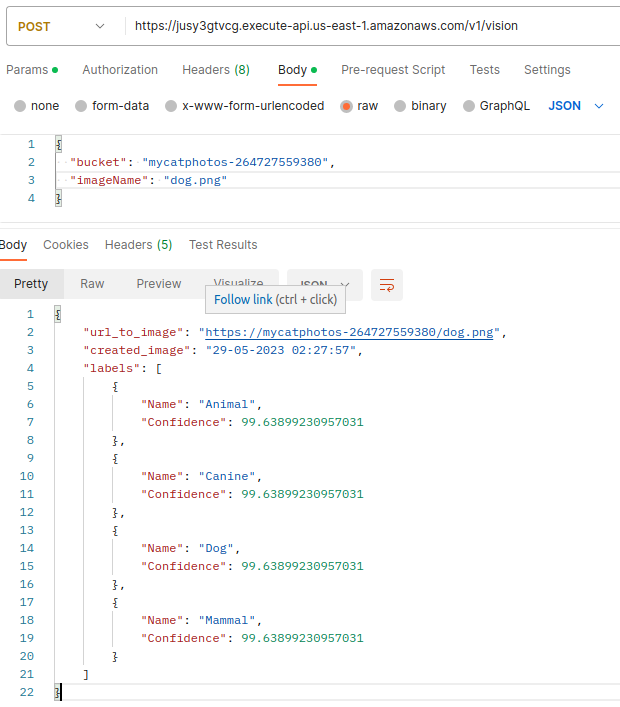 POST https://jusy3gtvcg.execute-api.us-east-1.amazonaws.com/v1/vision
Params Authorization Headers (8) Body Pre-request Script Tests Settings
none form-data x-www-form-urlencoded raw binary GraphQL JSON
1 {
2 "bucket": "mycatphotos-264727559380",
3 "imageName": "dog.png"
4 }
Body Cookies Headers (5) Test Results
Pretty Raw Preview Visualize JSON
Follow link (ctrl + click)
1 {
2 "url_to_image": "https://mycatphotos-264727559380/dog.png",
3 "created_image": "29-05-2023 02:27:57",
4 "labels": [
5 {
6 "Name": "Animal",
7 "Confidence": 99.63899230957031
8 },
9 {
10 "Name": "Canine",
11 "Confidence": 99.63899230957031
12 },
13 {
14 "Name": "Dog",
15 "Confidence": 99.63899230957031
16 },
17 {
18 "Name": "Mammal",
19 "Confidence": 99.63899230957031
20 }
21 ]
22 }